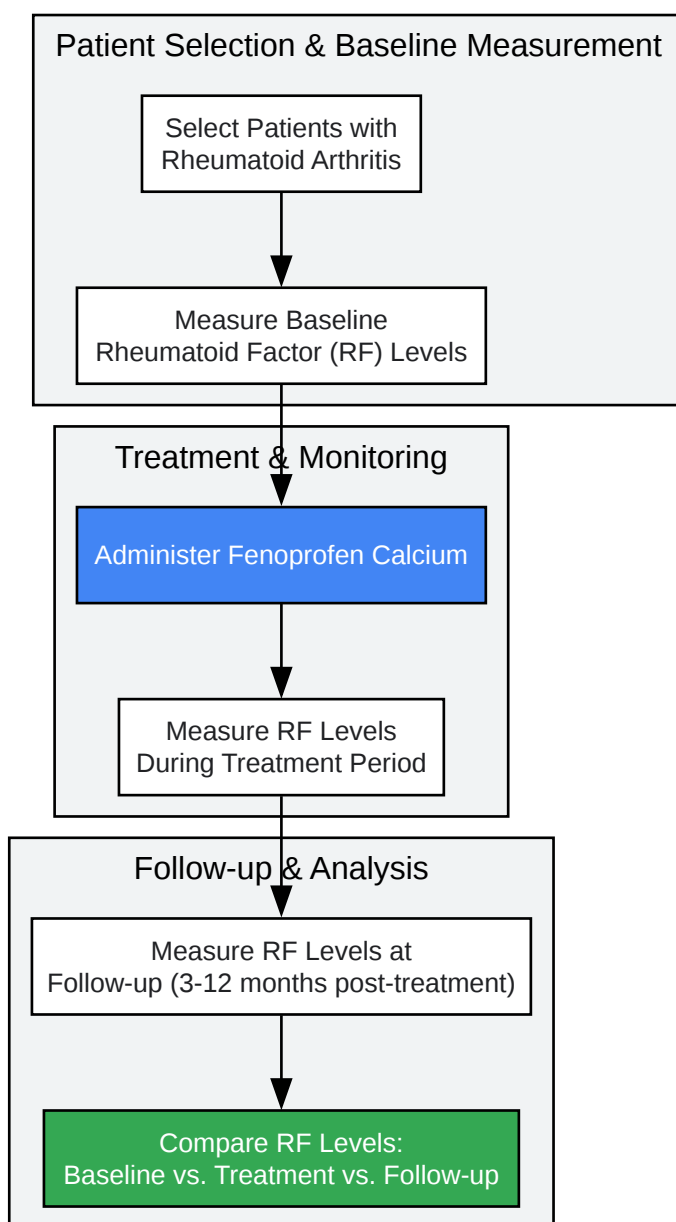 Patient Selection & Baseline Measurement
Select Patients with
Rheumatoid Arthritis
Measure Baseline
Rheumatoid Factor (RF) Levels
Treatment & Monitoring
Administer Fenoprofen Calcium
Measure RF Levels
During Treatment Period
Follow-up & Analysis
Measure RF Levels at
Follow-up (3-12 months post-treatment)
Compare RF Levels:
Baseline vs. Treatment vs. Follow-up